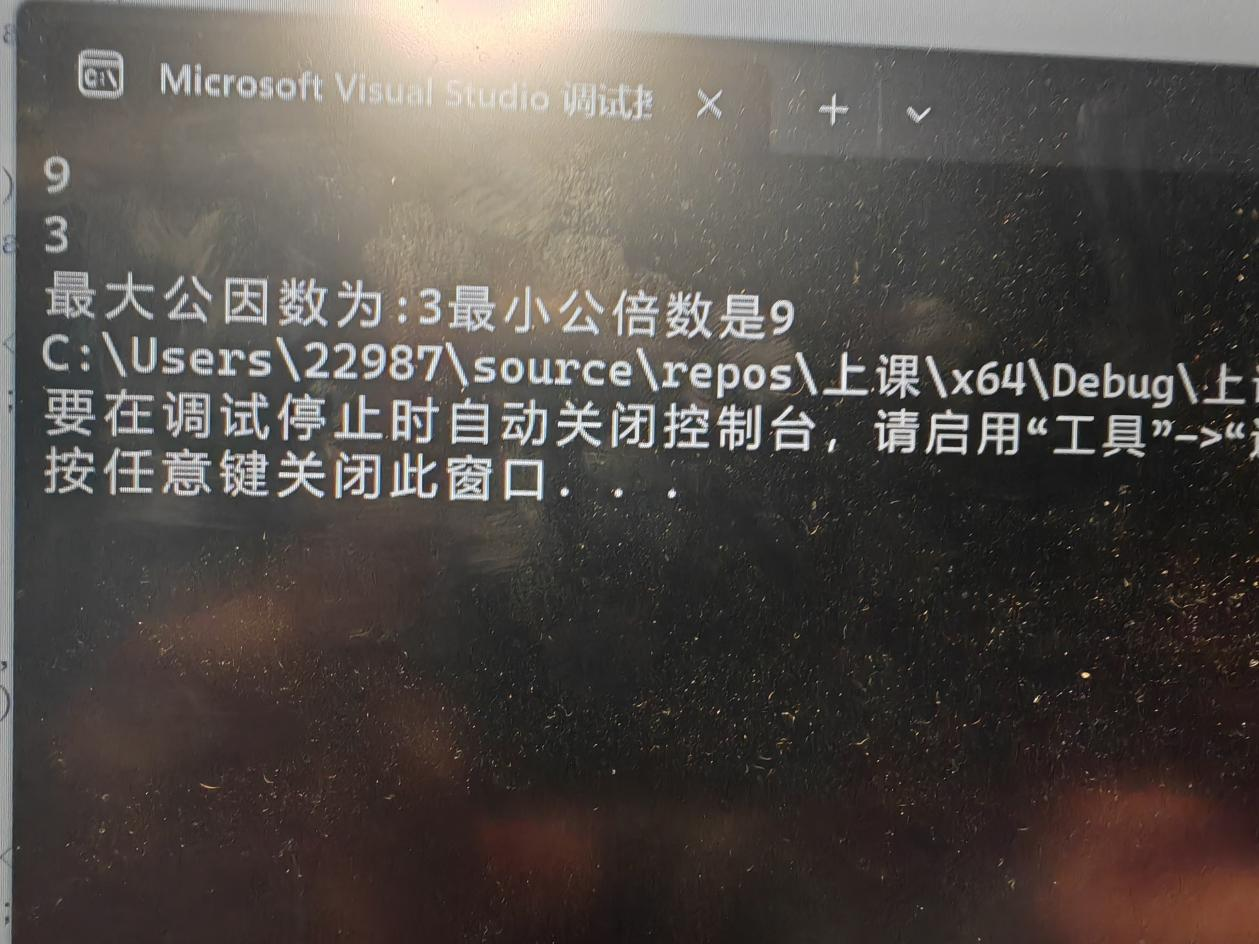 Microsoft Visual Studio 调试
9
3
最大公因数为:3最小公倍数是9
C:\Users\22987\source\repos\上课\x64\Debug\上
要在调试停止时自动关闭控制台，请启用“工具”->“
按任意键关闭此窗口. . .